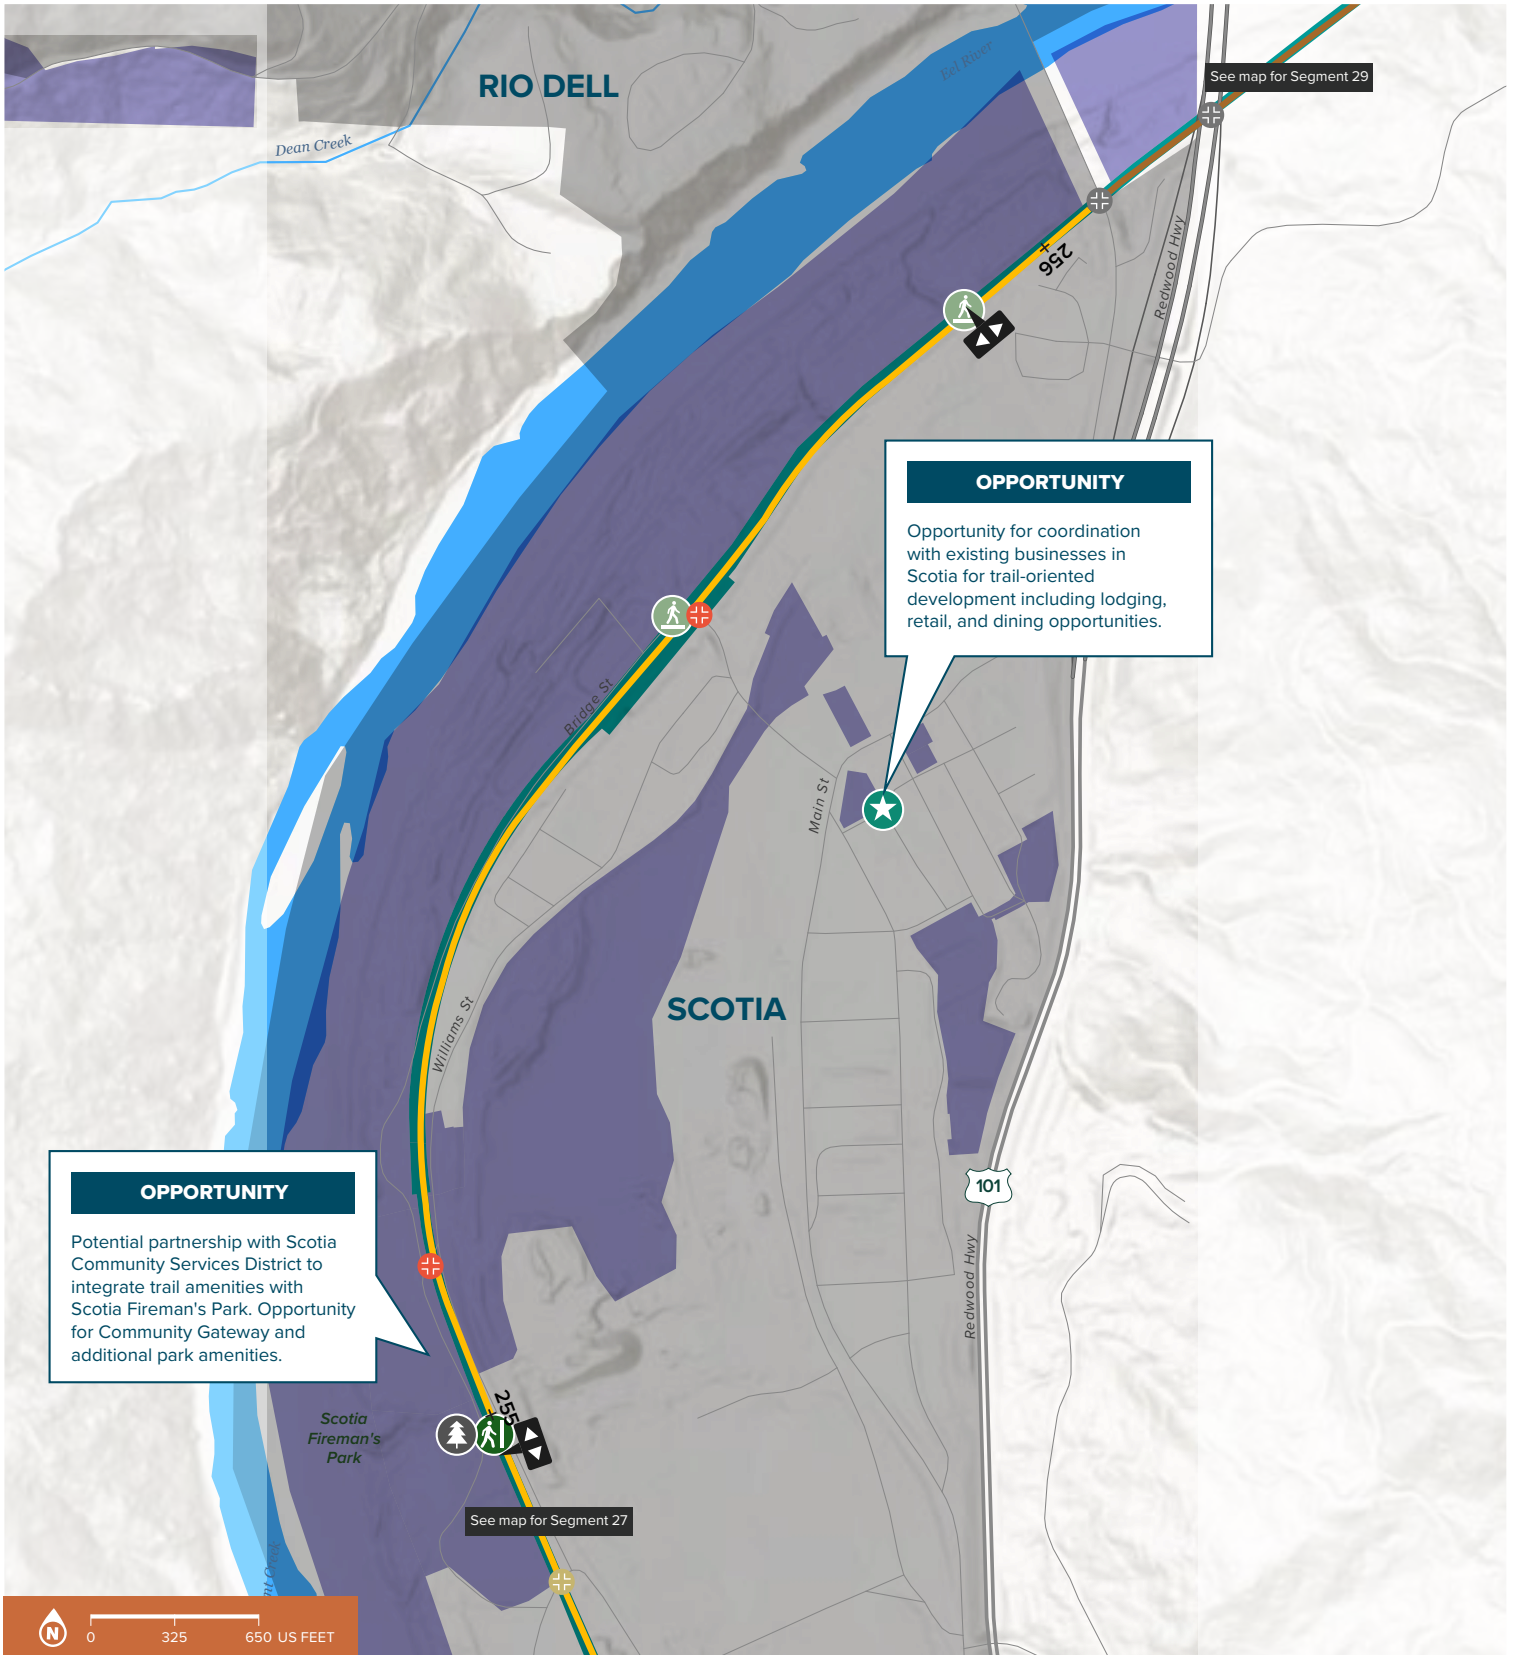 RIO DELL
Eel River
See map for Segment 29
Dean Creek
256
Redwood Hwy
OPPORTUNITY
Opportunity for coordination
with existing businesses in
Scotia for trail-oriented
development including lodging,
retail, and dining opportunities.
Bridge St
Main St
SCOTIA
Williams St
OPPORTUNITY
Potential partnership with Scotia
Community Services District to
integrate trail amenities with
Scotia Fireman's Park. Opportunity
for Community Gateway and
additional park amenities.
101
Redwood Hwy
255
Scotia
Fireman's
Park
See map for Segment 27
Creek
N
0 325 650 US FEET